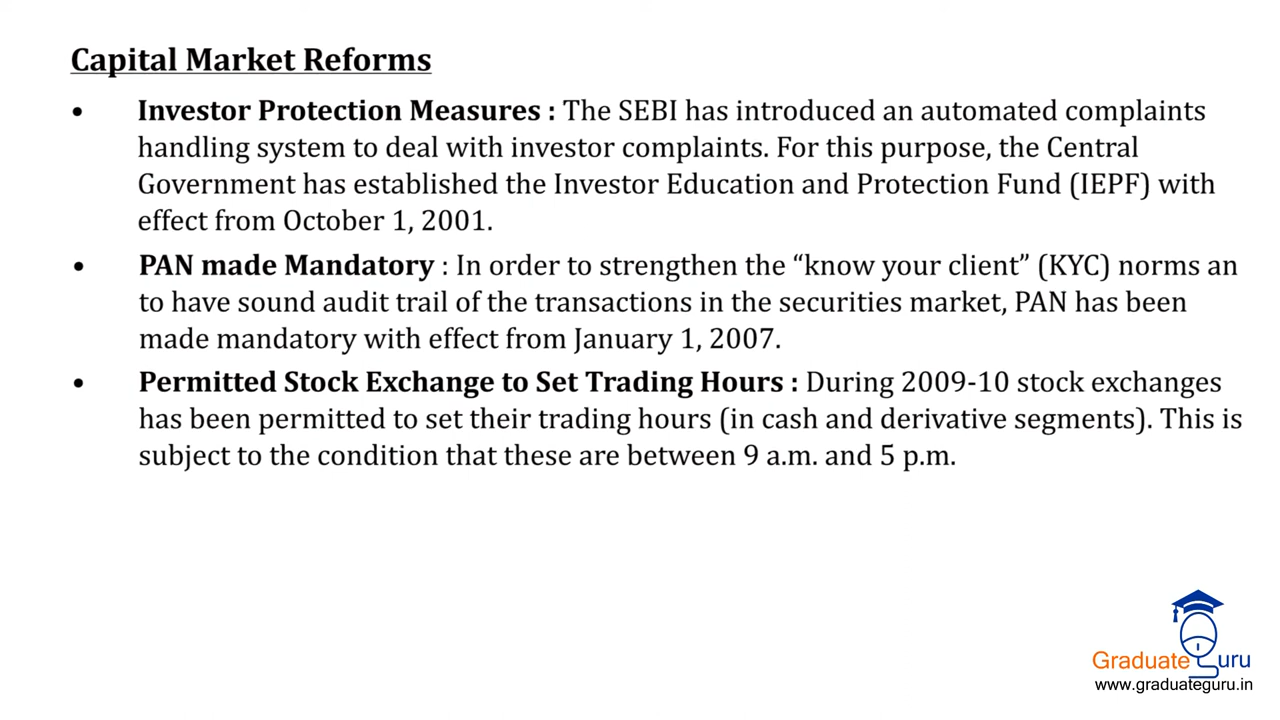 Capital Market Reforms
• Investor Protection Measures : The SEBI has introduced an automated complaints
handling system to deal with investor complaints. For this purpose, the Central
Government has established the Investor Education and Protection Fund (IEPF) with
effect from October 1, 2001.
• PAN made Mandatory : In order to strengthen the “know your client” (KYC) norms an
to have sound audit trail of the transactions in the securities market, PAN has been
made mandatory with effect from January 1, 2007.
• Permitted Stock Exchange to Set Trading Hours : During 2009-10 stock exchanges
has been permitted to set their trading hours (in cash and derivative segments). This is
subject to the condition that these are between 9 a.m. and 5 p.m.
Graduate Guru
www.graduateguru.in